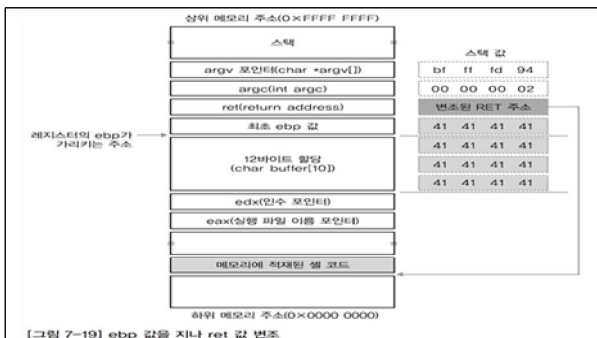 상위 메모리 주소(0×FFFF FFFF)
스택
스택 값
argv 포인터(char *argv[])
bf ff fd 94
argc(int argc)
00 00 00 02
ret(return address)
변조된 RET 주소
레지스터의 ebp가
가리키는 주소
최초 ebp 값
41 41 41 41
12바이트 할당
(char buffer[10])
41 41 41 41
41 41 41 41
41 41 41 41
edx(인수 포인터)
eax(실행 파일 이름 포인터)
메모리에 적재된 셸 코드
하위 메모리 주소(0×0000 0000)
[그림 7-19] ebp 값을 지나 ret 값 변조